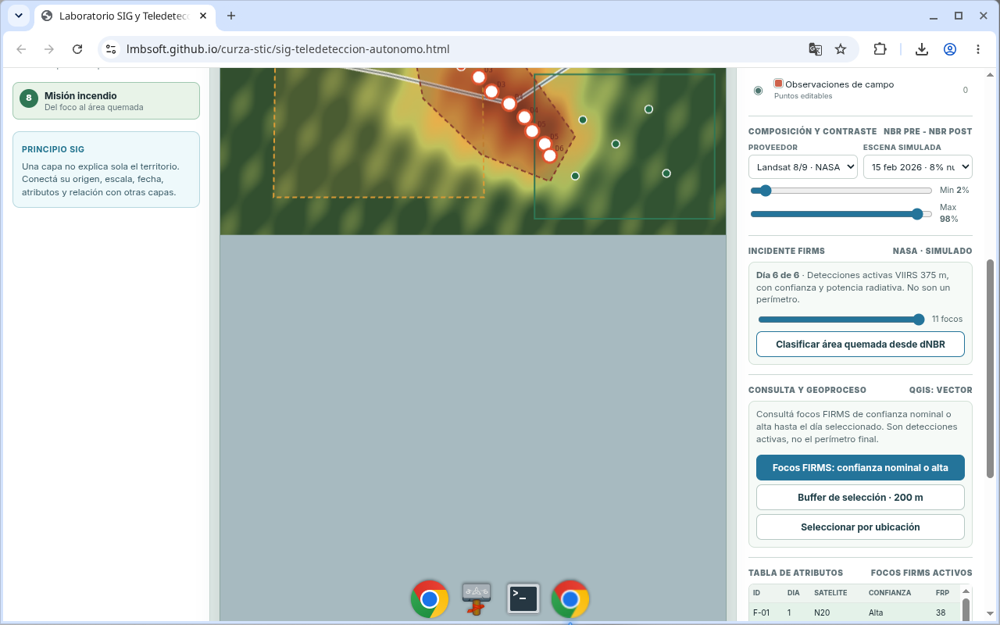 Laboratorio SIG y Teledetec
lmbsoft.github.io/curza-stic/sig-teledeteccion-autonomo.html
8
Misión incendio
Del foco al área quemada
PRINCIPIO SIG
Una capa no explica sola el territorio.
Conectá su origen, escala, fecha,
atributos y relación con otras capas.
D3
D4
D5
D5
D6
Observaciones de campo
Puntos editables
0
COMPOSICIÓN Y CONTRASTE
NBR PRE - NBR POST
PROVEEDOR
ESCENA SIMULADA
Landsat 8/9 · NASA
15 feb 2026 · 8% nu
Min 2%
Max
98%
INCIDENTE FIRMS
NASA · SIMULADO
Día 6 de 6 · Detecciones activas VIIRS 375 m,
con confianza y potencia radiativa. No son un
perímetro.
11 focos
Clasificar área quemada desde dNBR
CONSULTA Y GEOPROCESO
QGIS: VECTOR
Consultá focos FIRMS de confianza nominal o
alta hasta el día seleccionado. Son detecciones
activas, no el perímetro final.
Focos FIRMS: confianza nominal o alta
Buffer de selección · 200 m
Seleccionar por ubicación
TABLA DE ATRIBUTOS
FOCOS FIRMS ACTIVOS
ID DIA SATELITE CONFIANZA FRP
F-01 1 N20 Alta 38